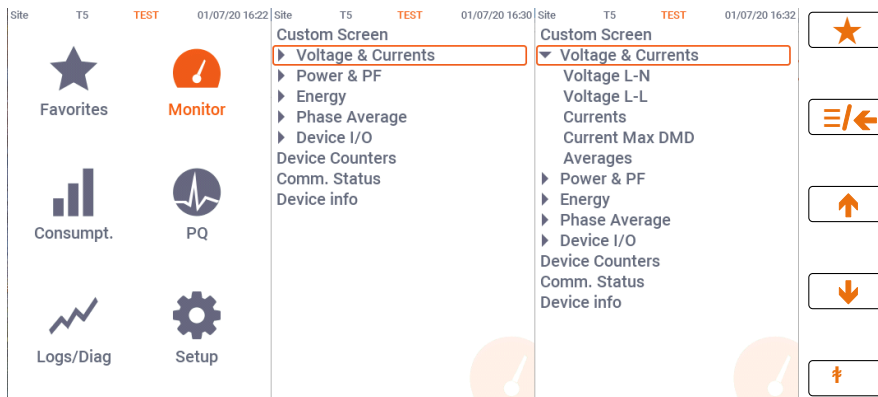 Site T5 TEST 01/07/20 16:22
Favorites Monitor
Consumpt. PQ
Logs/Diag Setup
Site T5 TEST 01/07/20 16:30
Custom Screen
Voltage & Currents
Power & PF
Energy
Phase Average
Device I/O
Device Counters
Comm. Status
Device info
Site T5 TEST 01/07/20 16:32
Custom Screen
Voltage & Currents
Voltage L-N
Voltage L-L
Currents
Current Max DMD
Averages
Power & PF
Energy
Phase Average
Device I/O
Device Counters
Comm. Status
Device info